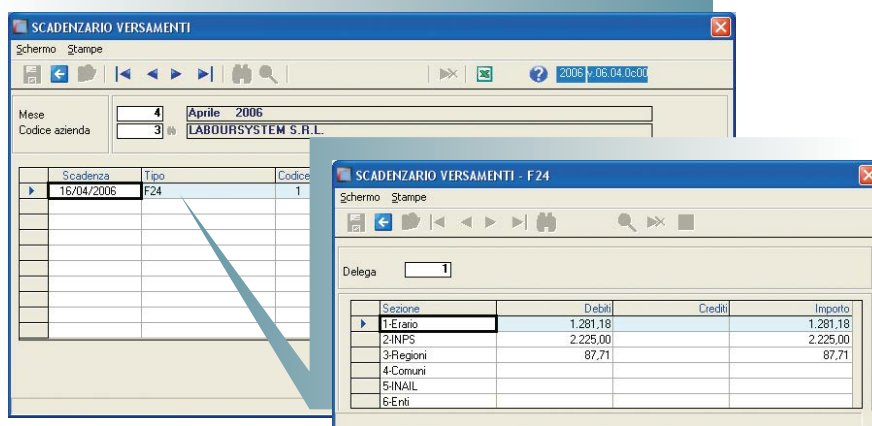 SCADENZARIO VERSAMENTI
Schermo Stampe
2006 v.06.04.0c00
Mese 4 Aprile 2006
Codice azienda 3 LABOURSYSTEM S.R.L.
Scadenza Tipo Codice
16/04/2006 F24 1
SCADENZARIO VERSAMENTI - F24
Schermo Stampe
Delega 1
Sezione Debiti Crediti Importo
1-Erario 1.281,18 1.281,18
2-INPS 2.225,00 2.225,00
3-Regioni 87,71 87,71
4-Comuni
5-INAIL
6-Enti